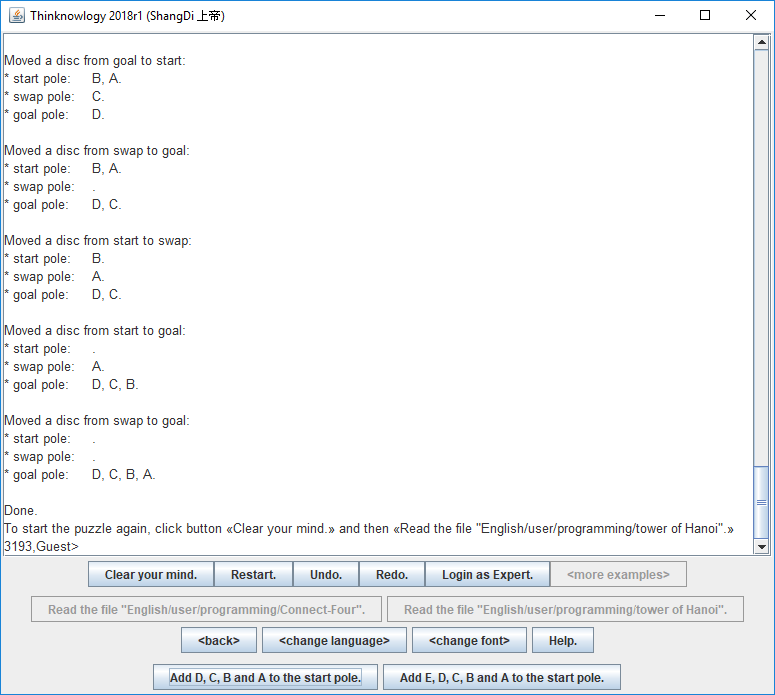 Thinknowlogy 2018r1 (ShangDi 上帝)
Moved a disc from goal to start:
* start pole: B, A.
* swap pole: C.
* goal pole: D.
Moved a disc from swap to goal:
* start pole: B, A.
* swap pole: .
* goal pole: D, C.
Moved a disc from start to swap:
* start pole: B.
* swap pole: A.
* goal pole: D, C.
Moved a disc from start to goal:
* start pole: .
* swap pole: A.
* goal pole: D, C, B.
Moved a disc from swap to goal:
* start pole: .
* swap pole: .
* goal pole: D, C, B, A.
Done.
To start the puzzle again, click button «Clear your mind.» and then «Read the file "English/user/programming/tower of Hanoi".»
3193,Guest>
Clear your mind. Restart. Undo. Redo. Login as Expert. <more examples>
Read the file "English/user/programming/Connect-Four". Read the file "English/user/programming/tower of Hanoi".
<back> <change language> <change font> Help.
Add D, C, B and A to the start pole. Add E, D, C, B and A to the start pole.